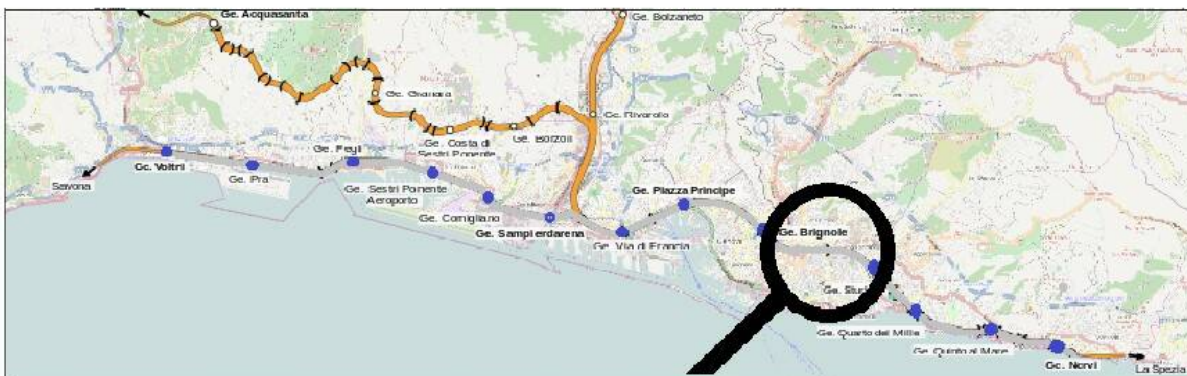 Ge. Acquasanta
Ge. Bolzaneto
Ge. Granara
Ge. Rivarolo
Ge. Borzoli
Ge. Costa di
Sestri Ponente
Ge. Pegli
Ge. Voltri
Ge. Pra
Savona
Ge. Sestri Ponente
Aeroporto
Ge. Piazza Principe
Ge. Cornigliano
Ge. Sampierdarena
Ge. Via di Francia
Ge. Brignole
Ge.
Ge. Quarto dei Mille
Ge. Quinto al Mare
Ge. Nervi
La Spezia